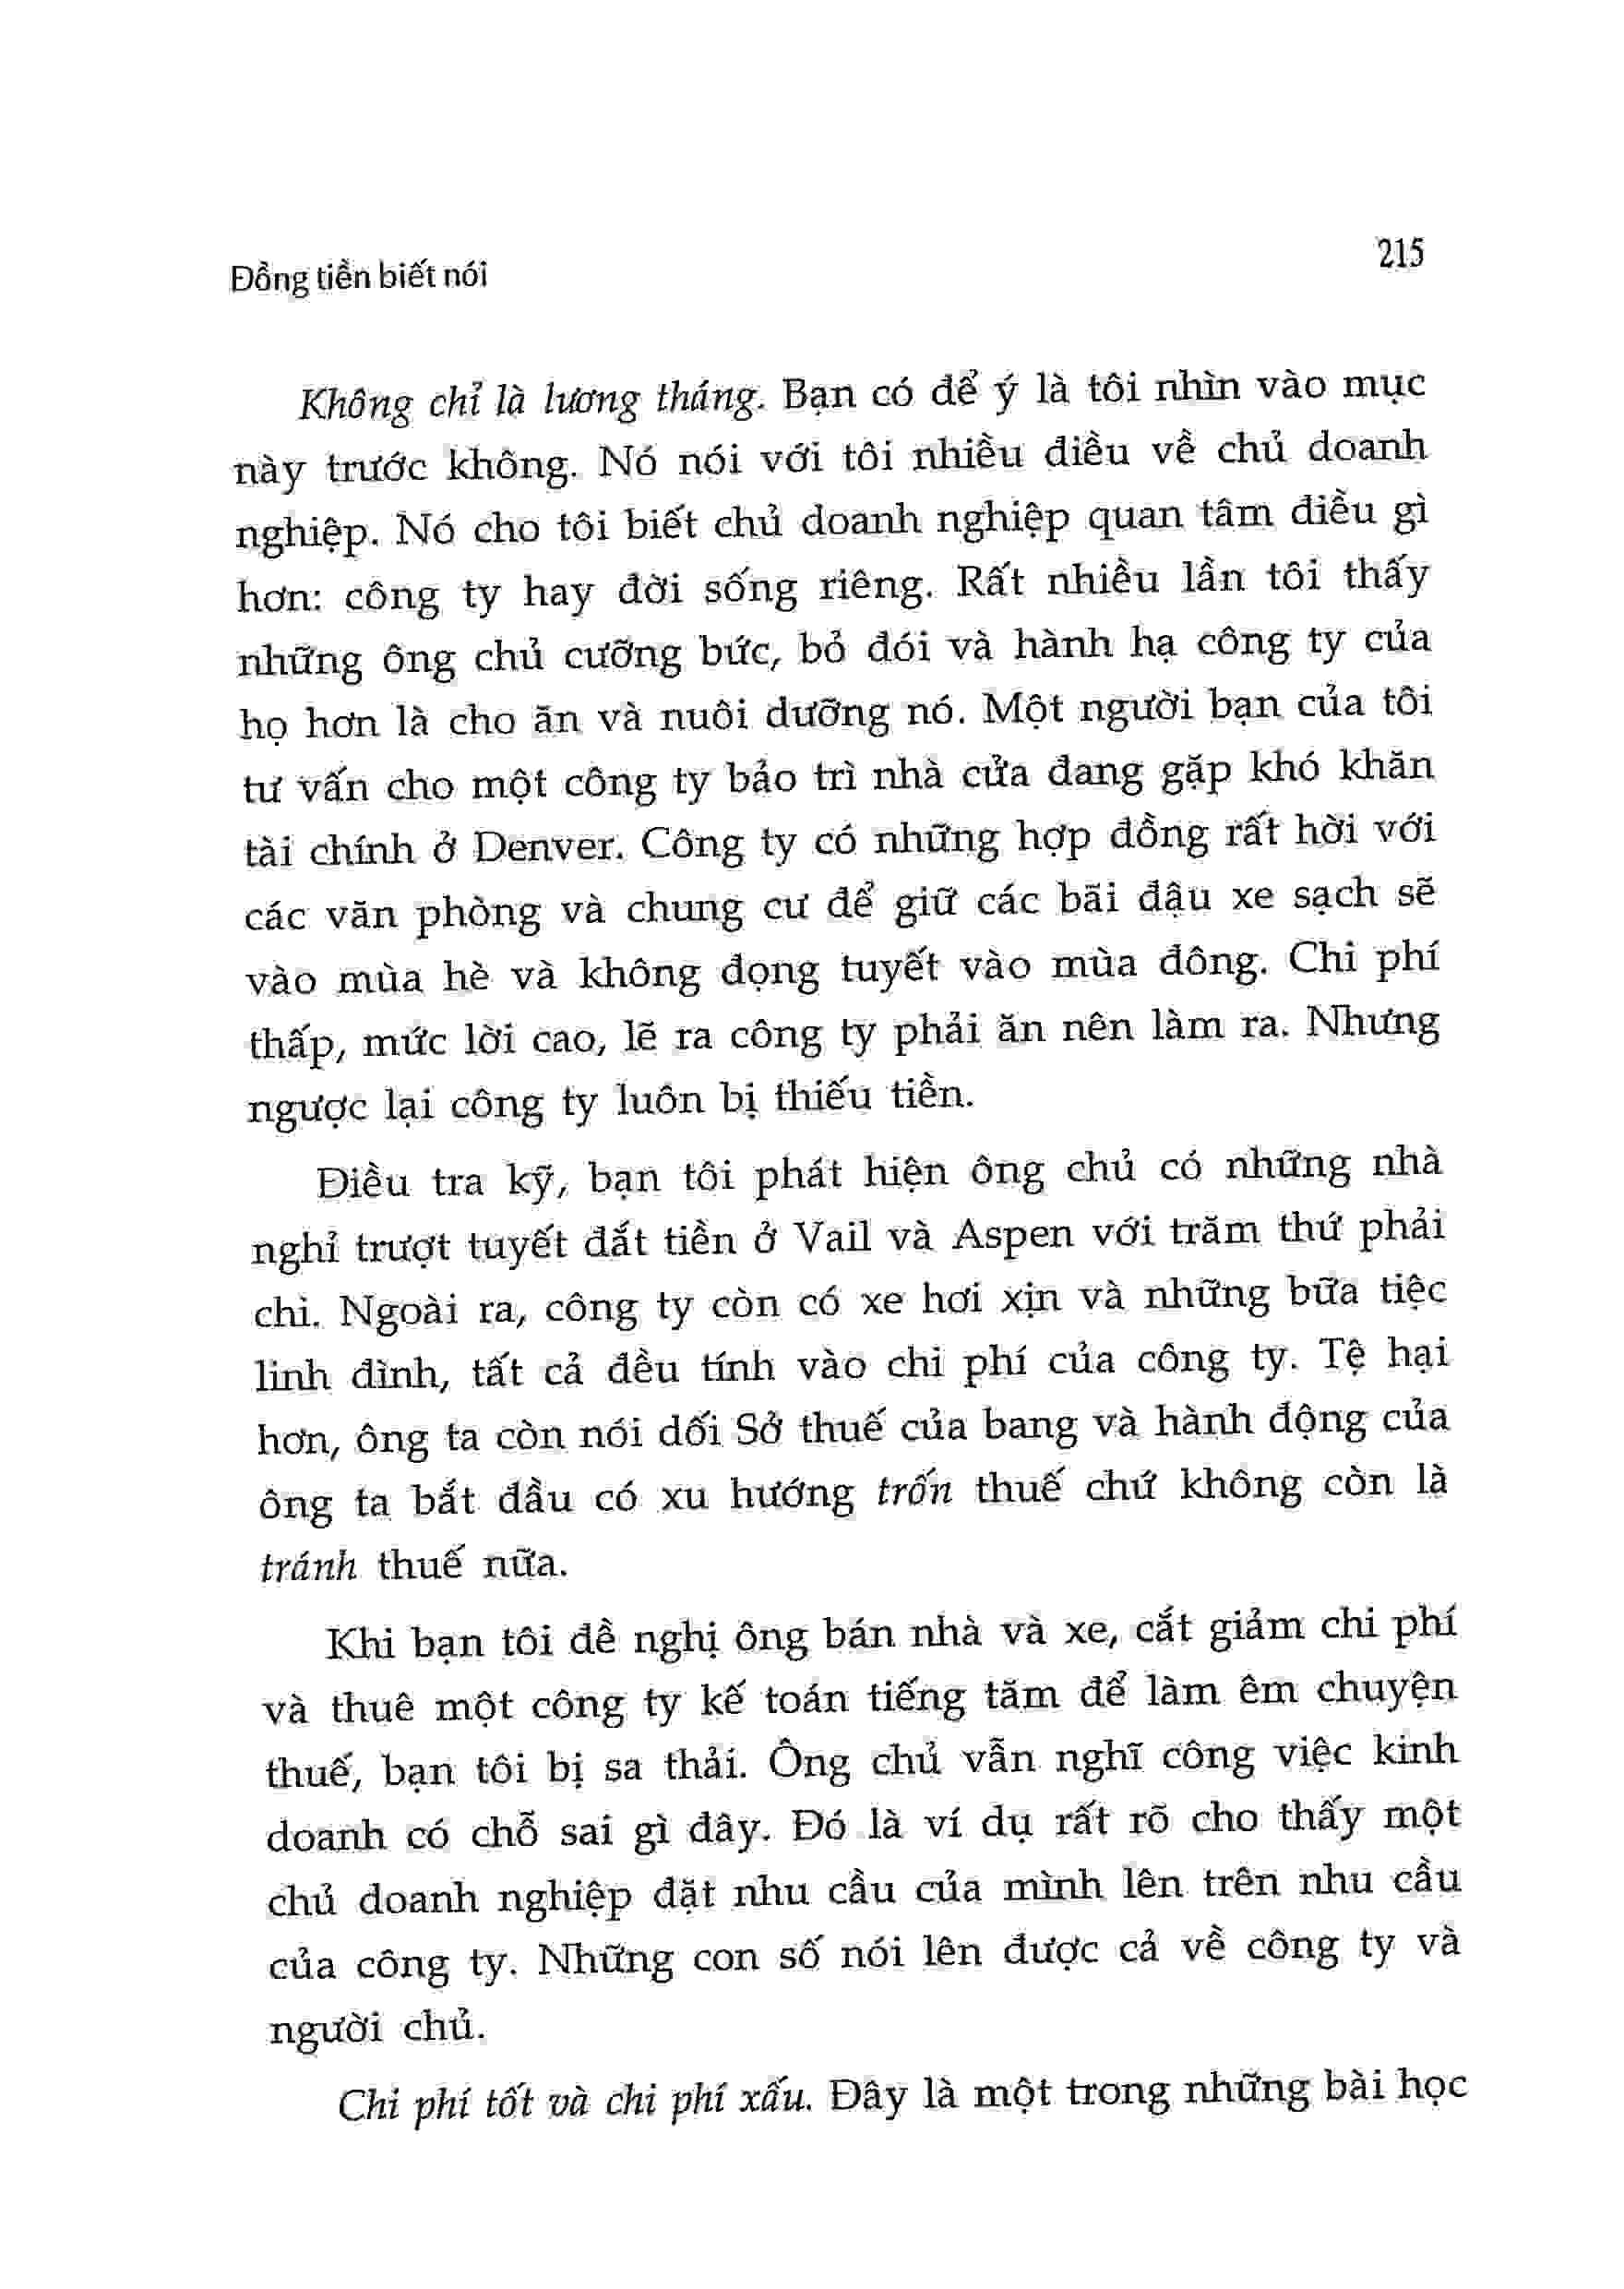 Đồng tiền biết nói
215
Không chỉ là lương tháng. Bạn có để ý là tôi nhìn vào mục
này trước không. Nó nói với tôi nhiều điều về chủ doanh
nghiệp. Nó cho tôi biết chủ doanh nghiệp quan tâm điều gì
hơn: công ty hay đời sống riêng. Rất nhiều lần tôi thấy
những ông chủ cưỡng bức, bỏ đói và hành hạ công ty của
họ hơn là cho ăn và nuôi dưỡng nó. Một người bạn của tôi
tư vấn cho một công ty bảo trì nhà cửa đang gặp khó khăn
tài chính ở Denver. Công ty có những hợp đồng rất hời với
các văn phòng và chung cư để giữ các bãi đậu xe sạch sẽ
vào mùa hè và không đọng tuyết vào mùa đông. Chi phí
thấp, mức lời cao, lẽ ra công ty phải ăn nên làm ra. Nhưng
ngược lại công ty luôn bị thiếu tiền.
Điều tra kỹ, bạn tôi phát hiện ông chủ có những nhà
nghỉ trượt tuyết đắt tiền ở Vail và Aspen với trăm thứ phải
chi. Ngoài ra, công ty còn có xe hơi xịn và những bữa tiệc
linh đình, tất cả đều tính vào chi phí của công ty. Tệ hại
hơn, ông ta còn nói dối Sở thuế của bang và hành động của
ông ta bắt đầu có xu hướng trốn thuế chứ không còn là
tránh thuế nữa.
Khi bạn tôi đề nghị ông bán nhà và xe, cắt giảm chi phí
và thuê một công ty kế toán tiếng tăm để làm êm chuyện
thuế, bạn tôi bị sa thải. Ông chủ vẫn nghĩ công việc kinh
doanh có chỗ sai gì đây. Đó là ví dụ rất rõ cho thấy một
chủ doanh nghiệp đặt nhu cầu của mình lên trên nhu cầu
của công ty. Những con số nói lên được cả về công ty và
người chủ.
Chi phí tốt và chi phí xấu. Đây là một trong những bài học